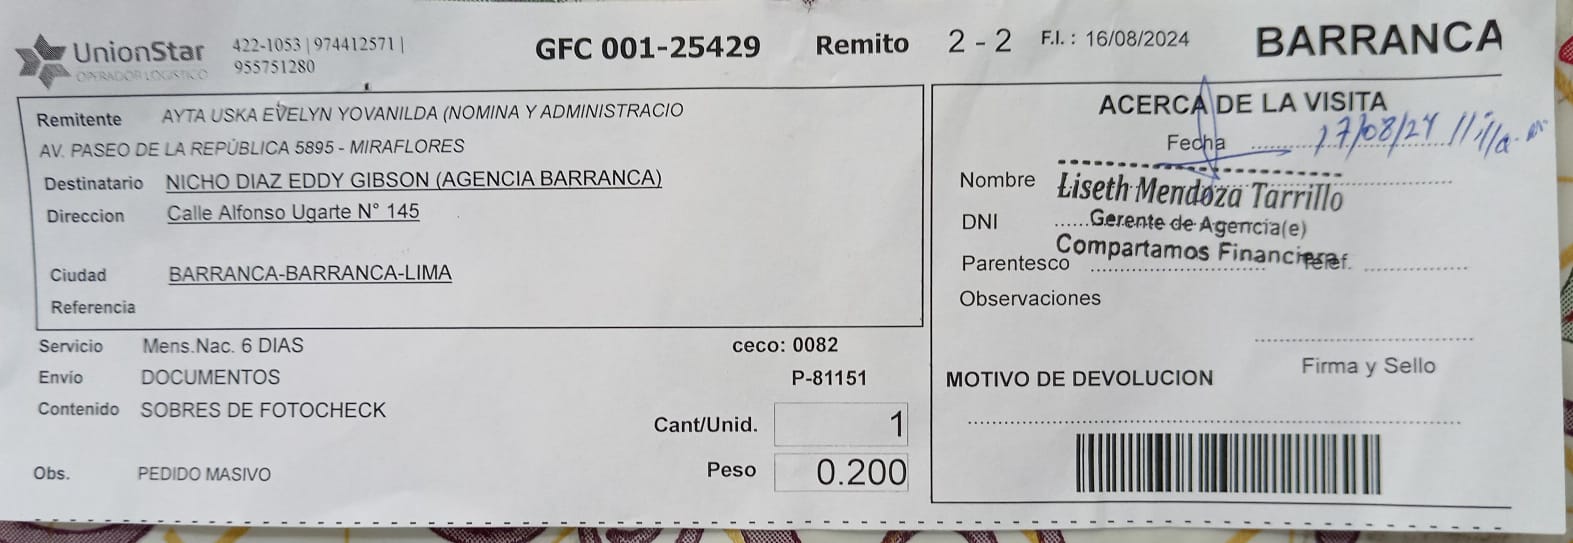 UnionStar
OPERADOR LOGISTICO
422-1053 | 974412571 |
955751280
GFC 001-25429 Remito 2 - 2 F.I. : 16/08/2024 BARRANCA
Remitente AYTA USKA EVELYN YOVANILDA (NOMINA Y ADMINISTRACIO
AV. PASEO DE LA REPÚBLICA 5895 - MIRAFLORES
Destinatario NICHO DIAZ EDDY GIBSON (AGENCIA BARRANCA)
Direccion Calle Alfonso Ugarte N° 145
Ciudad BARRANCA-BARRANCA-LIMA
Referencia
Servicio Mens.Nac. 6 DIAS ceco: 0082
Envío DOCUMENTOS P-81151
Contenido SOBRES DE FOTOCHECK
Cant/Unid. 1
Obs. PEDIDO MASIVO
Peso 0.200
ACERCA DE LA VISITA
Fecha 17/08/24
Nombre Liseth Mendoza Tarrillo
DNI Gerente de Agencia(e)
Parentesco Compartamos Financiera Telef.
Observaciones
Firma y Sello
MOTIVO DE DEVOLUCION